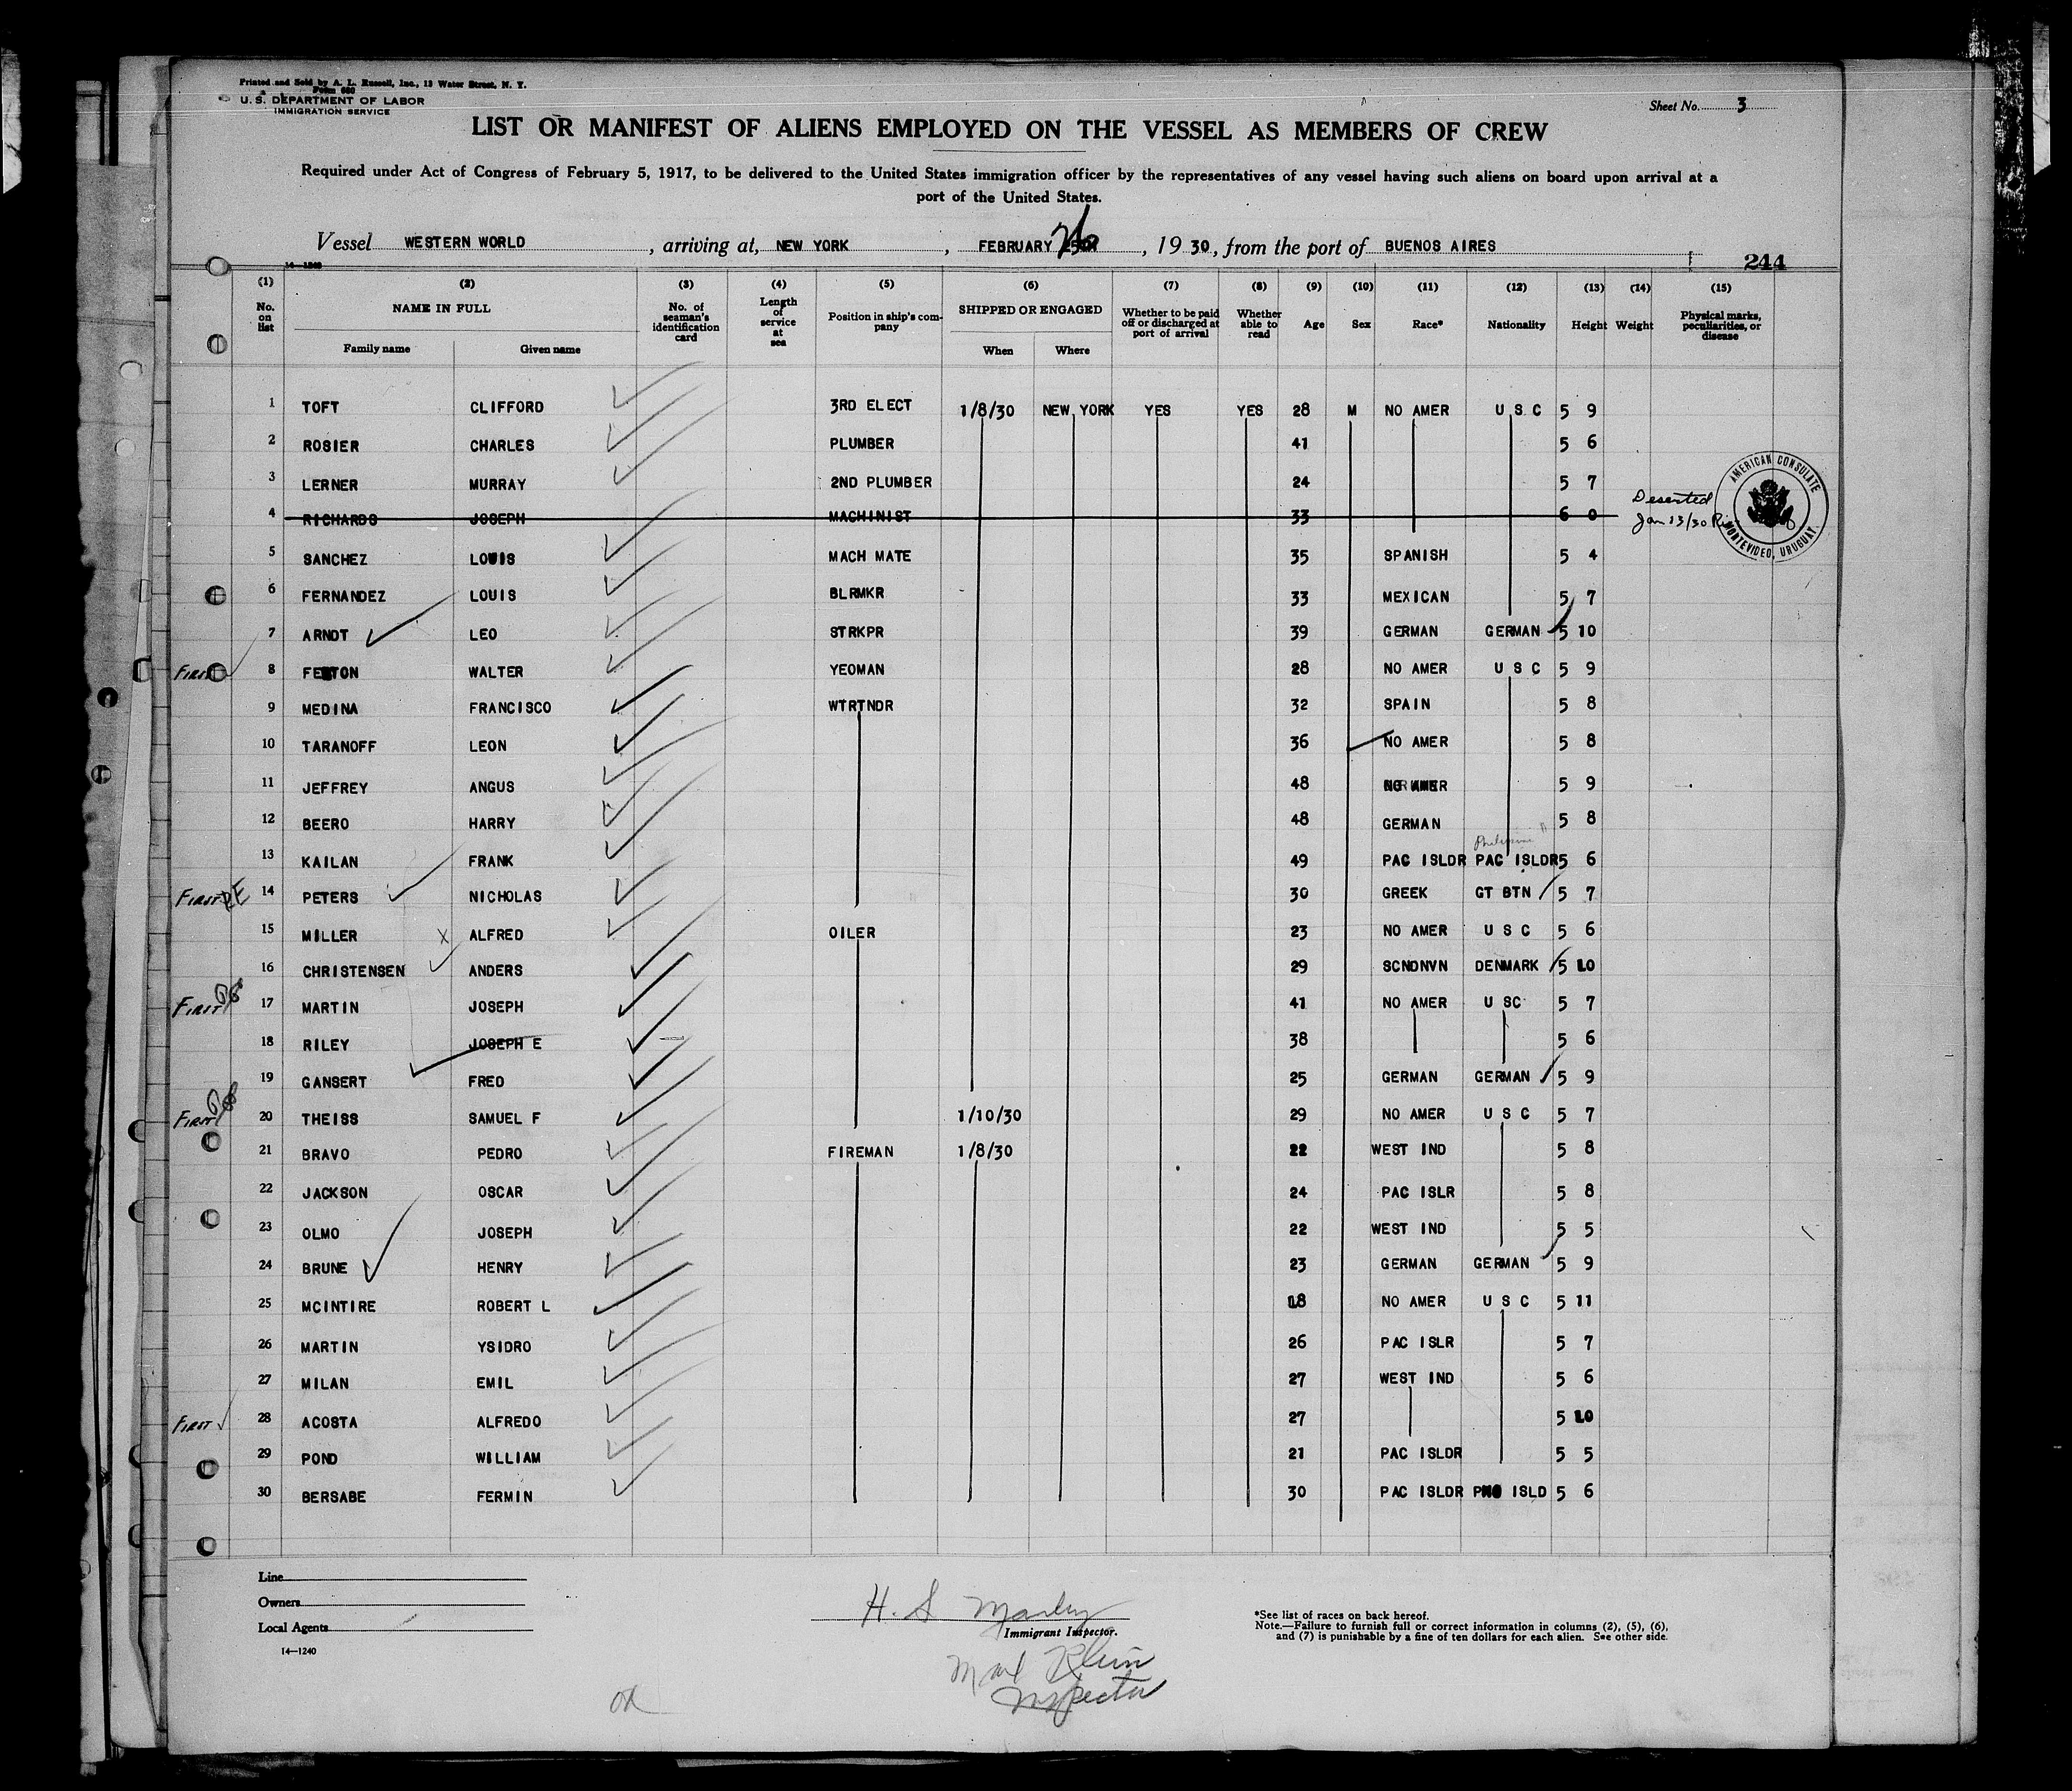 Printed and Sold by A. L. Russell, Inc., 13 Water Street, N. Y.
Form 680
U. S. DEPARTMENT OF LABOR
IMMIGRATION SERVICE
Sheet No. 3
LIST OR MANIFEST OF ALIENS EMPLOYED ON THE VESSEL AS MEMBERS OF CREW
Required under Act of Congress of February 5, 1917, to be delivered to the United States immigration officer by the representatives of any vessel having such aliens on board upon arrival at a
port of the United States.
Vessel WESTERN WORLD, arriving at, NEW YORK, FEBRUARY 26, 1930, from the port of BUENOS AIRES
14—1240
244
(1) (2) (3) (4) (5) (6) (7) (8) (9) (10) (11) (12) (13) (14) (15)
No. on list
NAME IN FULL
Family name
Given name
No. of seaman's identification card
Length of service at sea
Position in ship's company
SHIPPED OR ENGAGED
When
Where
Whether to be paid off or discharged at port of arrival
Whether able to read
Age
Sex
Race*
Nationality
Height
Weight
Physical marks, peculiarities, or disease
1 TOFT CLIFFORD 3RD ELECT 1/8/30 NEW YORK YES YES 28 M NO AMER U S C 5 9
2 ROSIER CHARLES PLUMBER 41 5 6
3 LERNER MURRAY 2ND PLUMBER 24 5 7
4 RICHARDS JOSEPH MACHINIST 33 6 0 Deserted Jan 13/30
AMERICAN CONSULATE
MONTEVIDEO, URUGUAY.
5 SANCHEZ LOUIS MACH MATE 35 SPANISH 5 4
6 FERNANDEZ LOUIS BLRMKR 33 MEXICAN 5 7
7 ARNDT LEO STRKPR 39 GERMAN GERMAN 5 10
First 8 FENTON WALTER YEOMAN 28 NO AMER U S C 5 9
9 MEDINA FRANCISCO WTRTNDR 32 SPAIN 5 8
10 TARANOFF LEON 36 NO AMER 5 8
11 JEFFREY ANGUS 48 5 9
12 BEERO HARRY 48 GERMAN 5 8
13 KAILAN FRANK 49 PAC ISLDR PAC ISLDR 5 6
First 14 PETERS NICHOLAS 30 GREEK GT BTN 5 7
15 MILLER X ALFRED OILER 23 NO AMER U S C 5 6
16 CHRISTENSEN ANDERS 29 SCNDNVN DENMARK 5 10
First 17 MARTIN JOSEPH 41 NO AMER U SC 5 7
18 RILEY JOSEPH E 38 5 6
19 GANSERT FRED 25 GERMAN GERMAN 5 9
First 20 THEISS SAMUEL F 1/10/30 29 NO AMER U S C 5 7
21 BRAVO PEDRO FIREMAN 1/8/30 22 WEST IND 5 8
22 JACKSON OSCAR 24 PAC ISLR 5 8
23 OLMO JOSEPH 22 WEST IND 5 5
24 BRUNE HENRY 23 GERMAN GERMAN 5 9
25 MCINTIRE ROBERT L 18 NO AMER U S C 5 11
26 MARTIN YSIDRO 26 PAC ISLR 5 7
27 MILAN EMIL 27 WEST IND 5 6
First 28 ACOSTA ALFREDO 27 5 10
29 POND WILLIAM 21 PAC ISLDR 5 5
30 BERSABE FERMIN 30 PAC ISLDR ISLD 5 6
Line
Owners
Local Agents
14—1240
Immigrant Inspector.
Klein
Inspector
*See list of races on back hereof.
Note.—Failure to furnish full or correct information in columns (2), (5), (6),
and (7) is punishable by a fine of ten dollars for each alien. See other side.